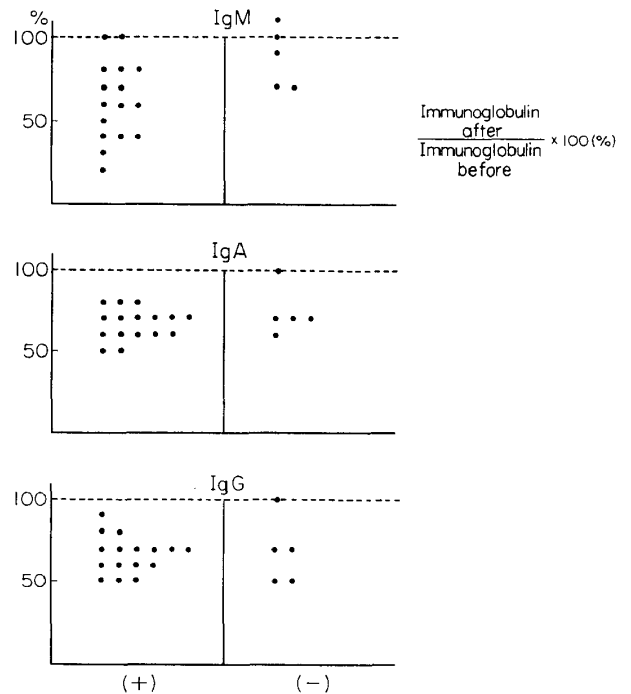 %
IgM
100
50
Immunoglobulin
after
Immunoglobulin
before
× 100 (%)
IgA
100
50
IgG
100
50
(+)
(−)